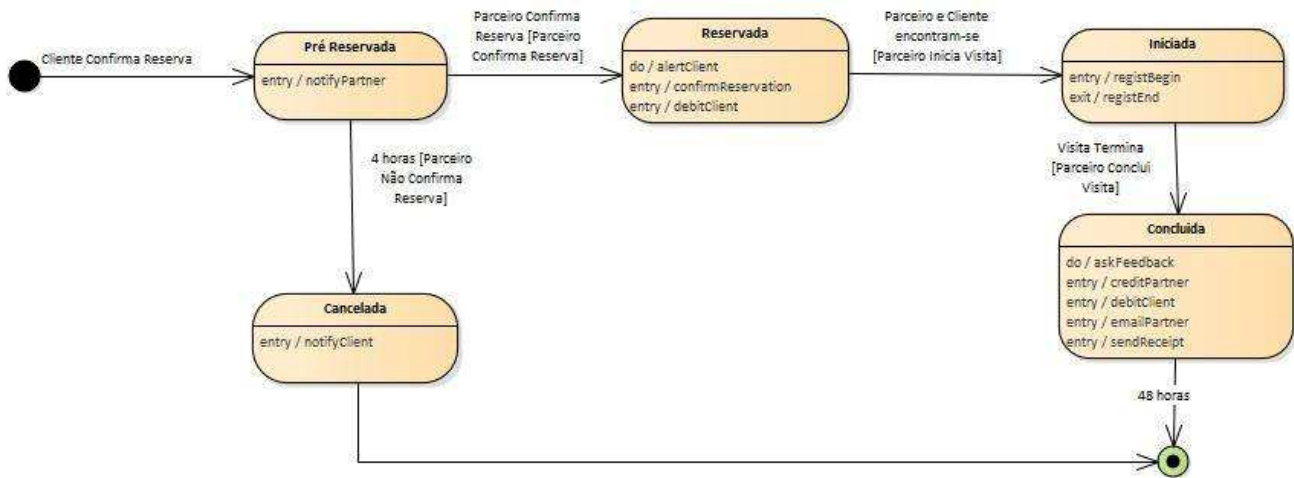 Cliente Confirma Reserva
Pré Reservada
entry / notifyPartner
Parceiro Confirma
Reserva [Parceiro
Confirma Reserva]
Reservada
do / alertClient
entry / confirmReservation
entry / debitClient
Parceiro e Cliente
encontram-se
[Parceiro Inicia Visita]
Iniciada
entry / registBegin
exit / registEnd
4 horas [Parceiro
Não Confirma
Reserva]
Visita Termina
[Parceiro Conclui
Visita]
Cancelada
entry / notifyClient
Concluida
do / askFeedback
entry / creditPartner
entry / debitClient
entry / emailPartner
entry / sendReceipt
48 horas